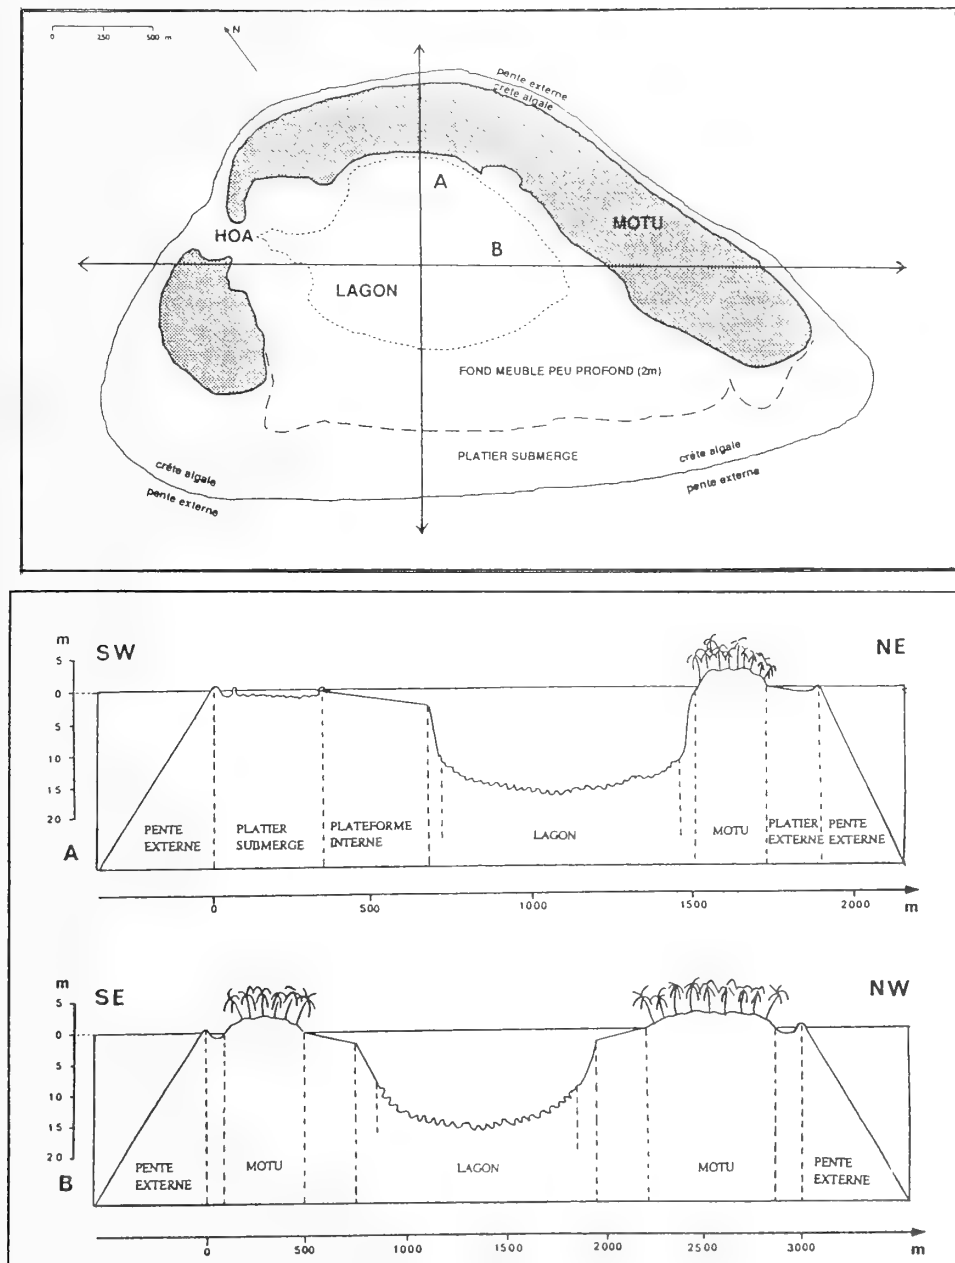 0 250 500 m
N
pente externe
crête algale
A
MOTU
HOA
B
LAGON
FOND MEUBLE PEU PROFOND (2m)
PLATIER SUBMERGE
crête algale
pente externe
crête algale
pente externe
m
SW
NE
5
0
5
10
15
20
PENTE
EXTERNE
PLATIER
SUBMERGE
PLATEFORME
INTERNE
LAGON
MOTU
PLATIER
EXTERNE
PENTE
EXTERNE
A
0 500 1000 1500 2000 m
m
SE
NW
5
0
5
10
15
20
PENTE
EXTERNE
MOTU
LAGON
MOTU
PENTE
EXTERNE
B
0 500 1000 1500 2000 2500 3000 m